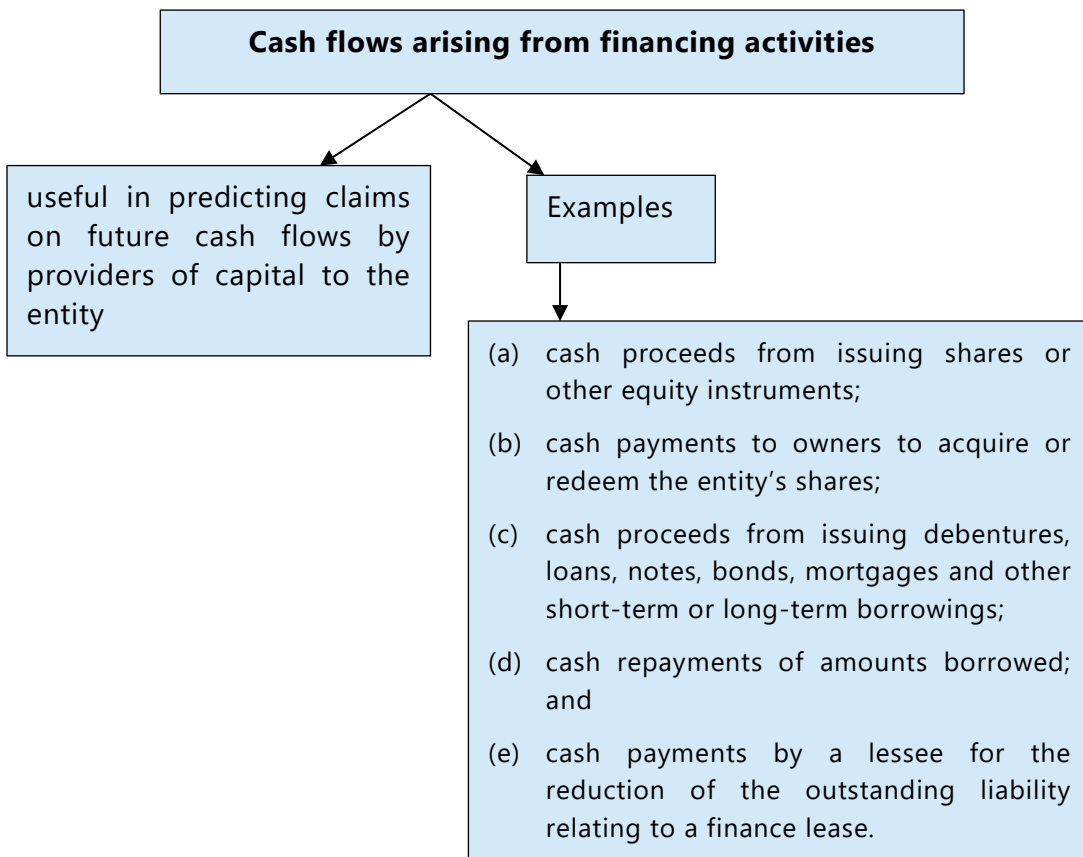 Cash flows arising from financing activities
useful in predicting claims
on future cash flows by
providers of capital to the
entity
Examples
(a) cash proceeds from issuing shares or
other equity instruments;
(b) cash payments to owners to acquire or
redeem the entity’s shares;
(c) cash proceeds from issuing debentures,
loans, notes, bonds, mortgages and other
short-term or long-term borrowings;
(d) cash repayments of amounts borrowed;
and
(e) cash payments by a lessee for the
reduction of the outstanding liability
relating to a finance lease.